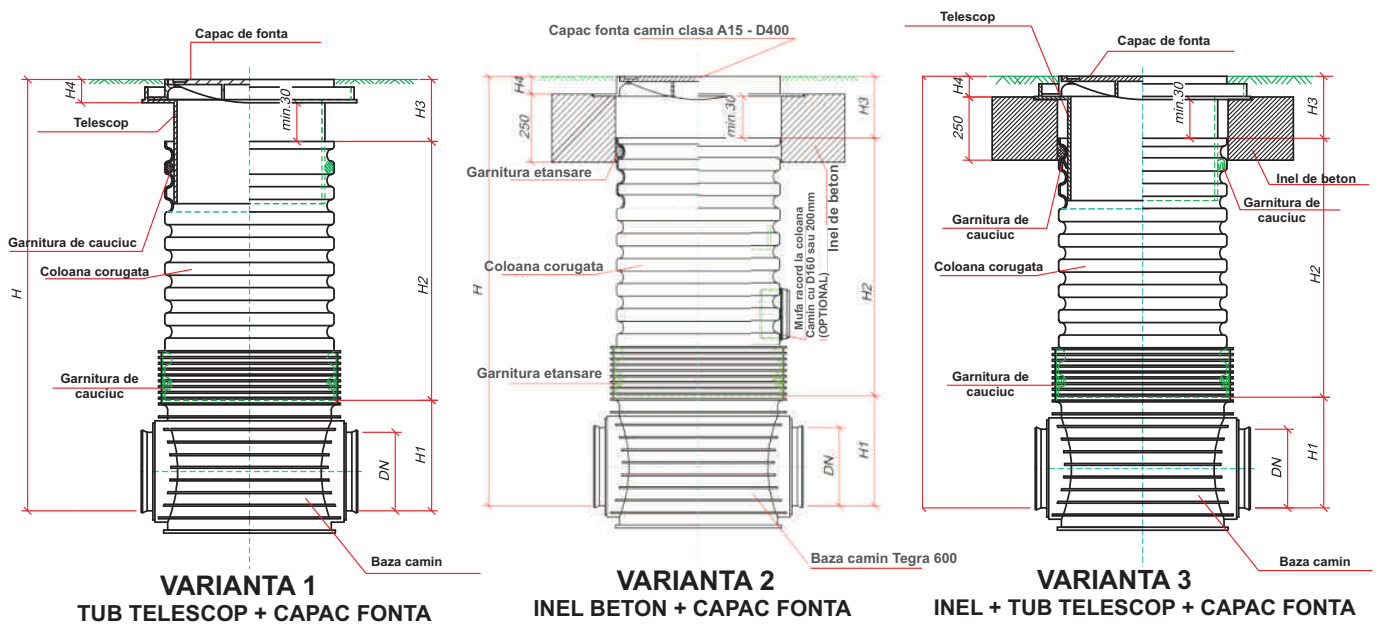 Capac de fonta
H4
H3
min.30
Telescop
Garnitura de cauciuc
Coloana corugata
H
H2
Garnitura de
cauciuc
DN
H1
Baza camin
VARIANTA 1
TUB TELESCOP + CAPAC FONTA
Capac fonta camin clasa A15 - D400
H4
H3
250
min.30
Garnitura etansare
Inel de beton
Coloana corugata
Mufa racord la coloana
Camin cu D160 sau 200mm
(OPTIONAL)
H
H2
Garnitura etansare
DN
H1
Baza camin Tegra 600
VARIANTA 2
INEL BETON + CAPAC FONTA
Telescop
Capac de fonta
H4
H3
250
min.30
Inel de beton
Garnitura de
cauciuc
Garnitura de
cauciuc
Coloana corugata
H2
Garnitura de
cauciuc
DN
H1
Baza camin
VARIANTA 3
INEL + TUB TELESCOP + CAPAC FONTA